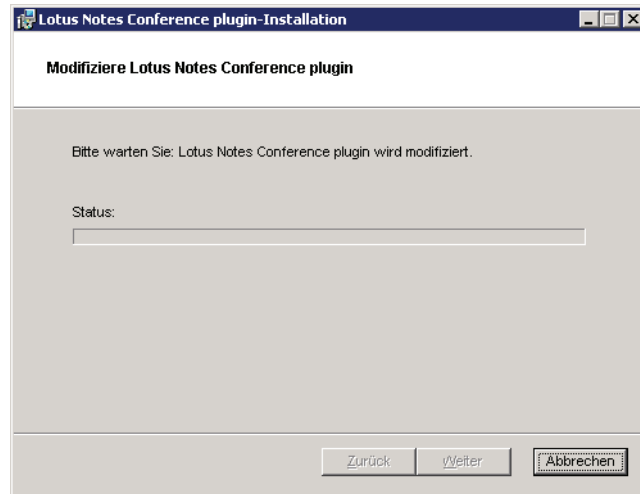 Lotus Notes Conference plugin-Installation
Modifiziere Lotus Notes Conference plugin
Bitte warten Sie: Lotus Notes Conference plugin wird modifiziert.
Status:
Zurück Weiter Abbrechen